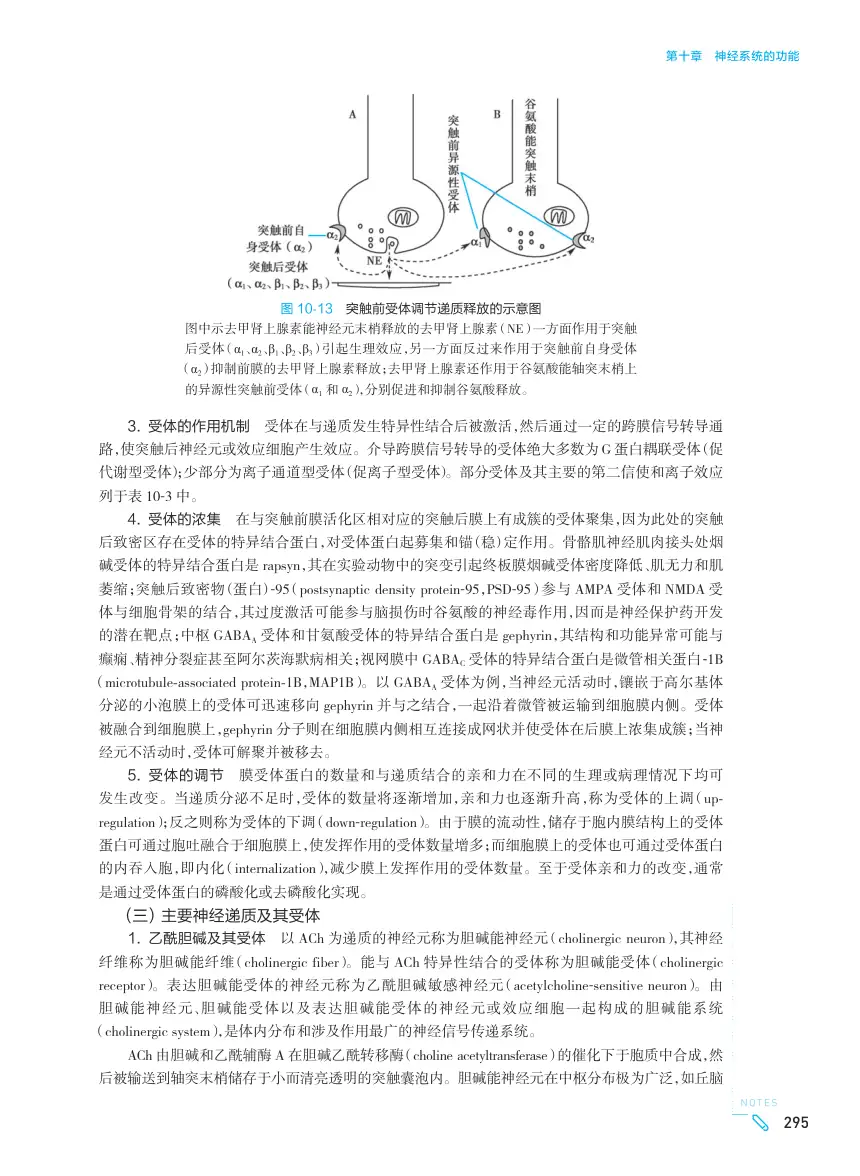 第十章　神经系统的功能
A
B
谷氨酸能突触末梢
突触前异源性受体
突触前自
身受体（α₂）
α₂
α₁
α₂
NE
突触后受体
（α₁、α₂、β₁、β₂、β₃）
图 10-13　突触前受体调节递质释放的示意图
图中示去甲肾上腺素能神经元末梢释放的去甲肾上腺素（NE）一方面作用于突触
后受体（α₁、α₂、β₁、β₂、β₃）引起生理效应，另一方面反过来作用于突触前自身受体
（α₂）抑制前膜的去甲肾上腺素释放；去甲肾上腺素还作用于谷氨酸能轴突末梢上
的异源性突触前受体（α₁ 和 α₂），分别促进和抑制谷氨酸释放。
3. 受体的作用机制　受体在与递质发生特异性结合后被激活，然后通过一定的跨膜信号转导通
路，使突触后神经元或效应细胞产生效应。介导跨膜信号转导的受体绝大多数为 G 蛋白耦联受体（促
代谢型受体）；少部分为离子通道型受体（促离子型受体）。部分受体及其主要的第二信使和离子效应
列于表 10-3 中。
4. 受体的浓集　在与突触前膜活化区相对应的突触后膜上有成簇的受体聚集，因为此处的突触
后致密区存在受体的特异结合蛋白，对受体蛋白起募集和锚（稳）定作用。骨骼肌神经肌肉接头处烟
碱受体的特异结合蛋白是 rapsyn，其在实验动物中的突变引起终板膜烟碱受体密度降低、肌无力和肌
萎缩；突触后致密物（蛋白）-95（postsynaptic density protein-95，PSD-95）参与 AMPA 受体和 NMDA 受
体与细胞骨架的结合，其过度激活可能参与脑损伤时谷氨酸的神经毒作用，因而是神经保护药开发
的潜在靶点；中枢 GABAA 受体和甘氨酸受体的特异结合蛋白是 gephyrin，其结构和功能异常可能与
癫痫、精神分裂症甚至阿尔茨海默病相关；视网膜中 GABAC 受体的特异结合蛋白是微管相关蛋白-1B
（microtubule-associated protein-1B，MAP1B）。以 GABAA 受体为例，当神经元活动时，镶嵌于高尔基体
分泌的小泡膜上的受体可迅速移向 gephyrin 并与之结合，一起沿着微管被运输到细胞膜内侧。受体
被融合到细胞膜上，gephyrin 分子则在细胞膜内侧相互连接成网状并使受体在后膜上浓集成簇；当神
经元不活动时，受体可解聚并被移去。
5. 受体的调节　膜受体蛋白的数量和与递质结合的亲和力在不同的生理或病理情况下均可
发生改变。当递质分泌不足时，受体的数量将逐渐增加，亲和力也逐渐升高，称为受体的上调（up-
regulation）；反之则称为受体的下调（down-regulation）。由于膜的流动性，储存于胞内膜结构上的受体
蛋白可通过胞吐融合于细胞膜上，使发挥作用的受体数量增多；而细胞膜上的受体也可通过受体蛋白
的内吞入胞，即内化（internalization），减少膜上发挥作用的受体数量。至于受体亲和力的改变，通常
是通过受体蛋白的磷酸化或去磷酸化实现。
（三）主要神经递质及其受体
1. 乙酰胆碱及其受体　以 ACh 为递质的神经元称为胆碱能神经元（cholinergic neuron），其神经
纤维称为胆碱能纤维（cholinergic fiber）。能与 ACh 特异性结合的受体称为胆碱能受体（cholinergic
receptor）。表达胆碱能受体的神经元称为乙酰胆碱敏感神经元（acetylcholine-sensitive neuron）。由
胆碱能神经元、胆碱能受体以及表达胆碱能受体的神经元或效应细胞一起构成的胆碱能系统
（cholinergic system），是体内分布和涉及作用最广的神经信号传递系统。
ACh 由胆碱和乙酰辅酶 A 在胆碱乙酰转移酶（choline acetyltransferase）的催化下于胞质中合成，然
后被输送到轴突末梢储存于小而清亮透明的突触囊泡内。胆碱能神经元在中枢分布极为广泛，如丘脑
NOTES
295